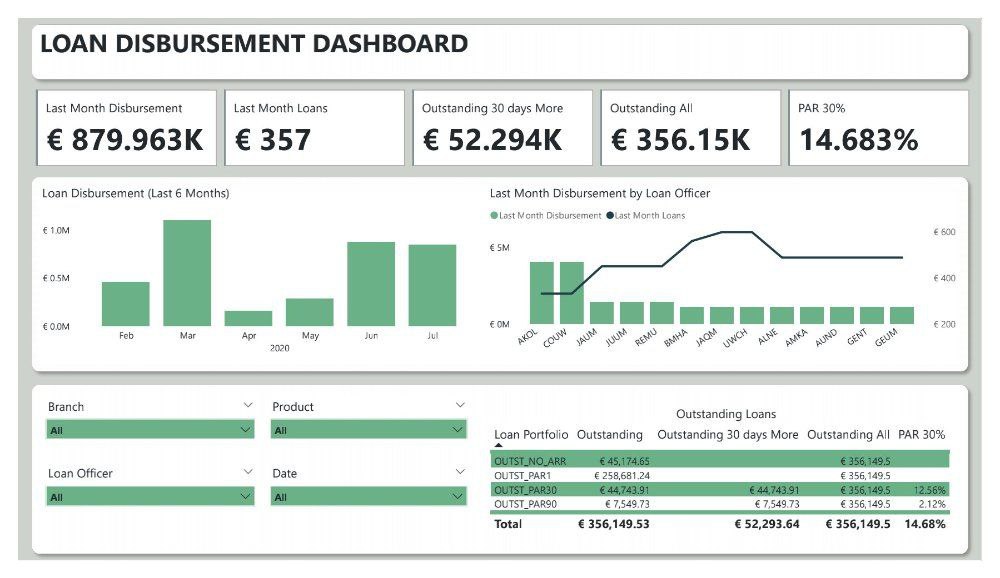 LOAN DISBURSEMENT DASHBOARD
Last Month Disbursement
€ 879.963K
Last Month Loans
€ 357
Outstanding 30 days More
€ 52.294K
Outstanding All
€ 356.15K
PAR 30%
14.683%
Loan Disbursement (Last 6 Months)
€ 1.0M
€ 0.5M
€ 0.0M
Feb Mar Apr May Jun Jul
2020
Last Month Disbursement by Loan Officer
Last Month Disbursement Last Month Loans
€ 5M
€ 0M
€ 600
€ 400
€ 200
AKOL COUW JAUM JUUM REMU BMHA JAQM UWCH ALNE AMKA AUND GENT GEUM
Branch
All
Product
All
Loan Officer
All
Date
All
Outstanding Loans
Loan Portfolio Outstanding Outstanding 30 days More Outstanding All PAR 30%
OUTST_NO_ARR € 45,174.65 € 356,149.5
OUTST_PAR1 € 258,681.24 € 356,149.5
OUTST_PAR30 € 44,743.91 € 44,743.91 € 356,149.5 12.56%
OUTST_PAR90 € 7,549.73 € 7,549.73 € 356,149.5 2.12%
Total € 356,149.53 € 52,293.64 € 356,149.5 14.68%